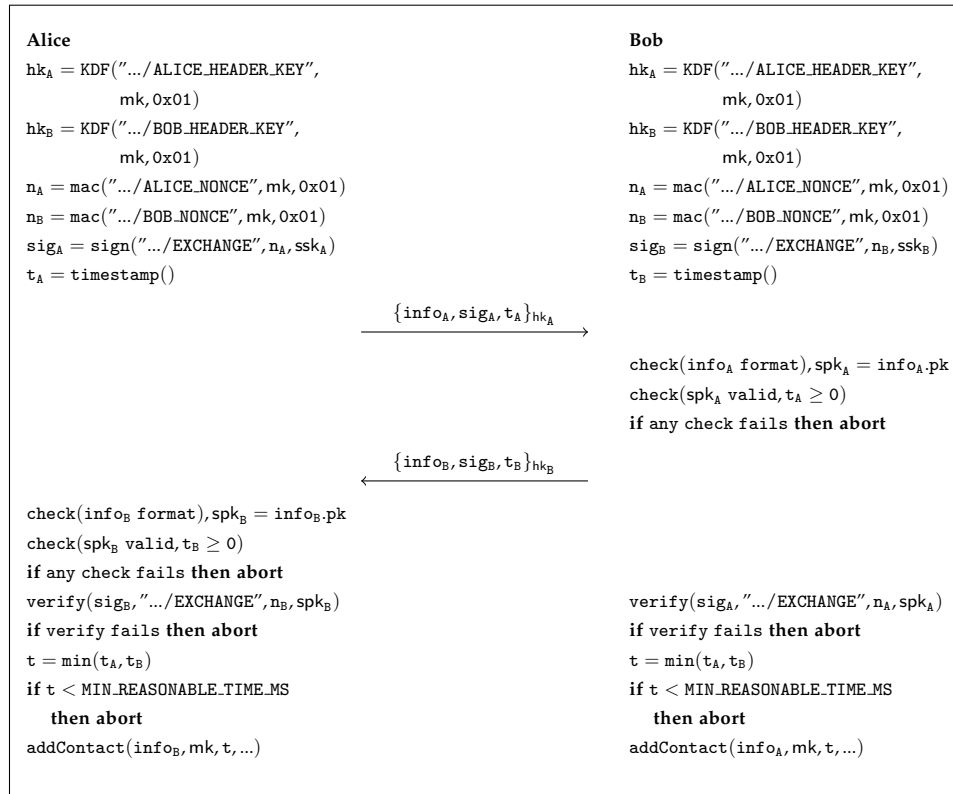 Alice
hk_A = KDF("…/ALICE_HEADER_KEY",
mk, 0x01)
hk_B = KDF("…/BOB_HEADER_KEY",
mk, 0x01)
n_A = mac("…/ALICE_NONCE", mk, 0x01)
n_B = mac("…/BOB_NONCE", mk, 0x01)
sig_A = sign("…/EXCHANGE", n_A, ssk_A)
t_A = timestamp()
Bob
hk_A = KDF("…/ALICE_HEADER_KEY",
mk, 0x01)
hk_B = KDF("…/BOB_HEADER_KEY",
mk, 0x01)
n_A = mac("…/ALICE_NONCE", mk, 0x01)
n_B = mac("…/BOB_NONCE", mk, 0x01)
sig_B = sign("…/EXCHANGE", n_B, ssk_B)
t_B = timestamp()
{info_A, sig_A, t_A}_hk_A
check(info_A format), spk_A = info_A.pk
check(spk_A valid, t_A ≥ 0)
if any check fails then abort
{info_B, sig_B, t_B}_hk_B
check(info_B format), spk_B = info_B.pk
check(spk_B valid, t_B ≥ 0)
if any check fails then abort
verify(sig_B, "…/EXCHANGE", n_B, spk_B)
if verify fails then abort
t = min(t_A, t_B)
if t < MIN_REASONABLE_TIME_MS
then abort
addContact(info_B, mk, t, …)
verify(sig_A, "…/EXCHANGE", n_A, spk_A)
if verify fails then abort
t = min(t_A, t_B)
if t < MIN_REASONABLE_TIME_MS
then abort
addContact(info_A, mk, t, …)